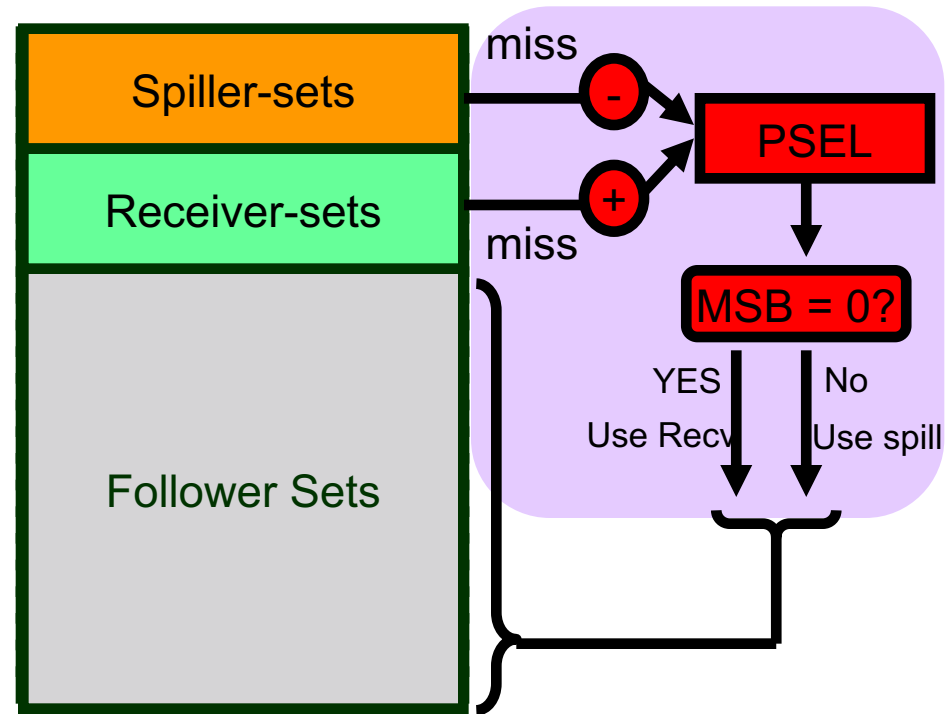 miss
Spiller-sets
-
PSEL
Receiver-sets
+
miss
MSB = 0?
YES
No
Use Recv
Use spill
Follower Sets